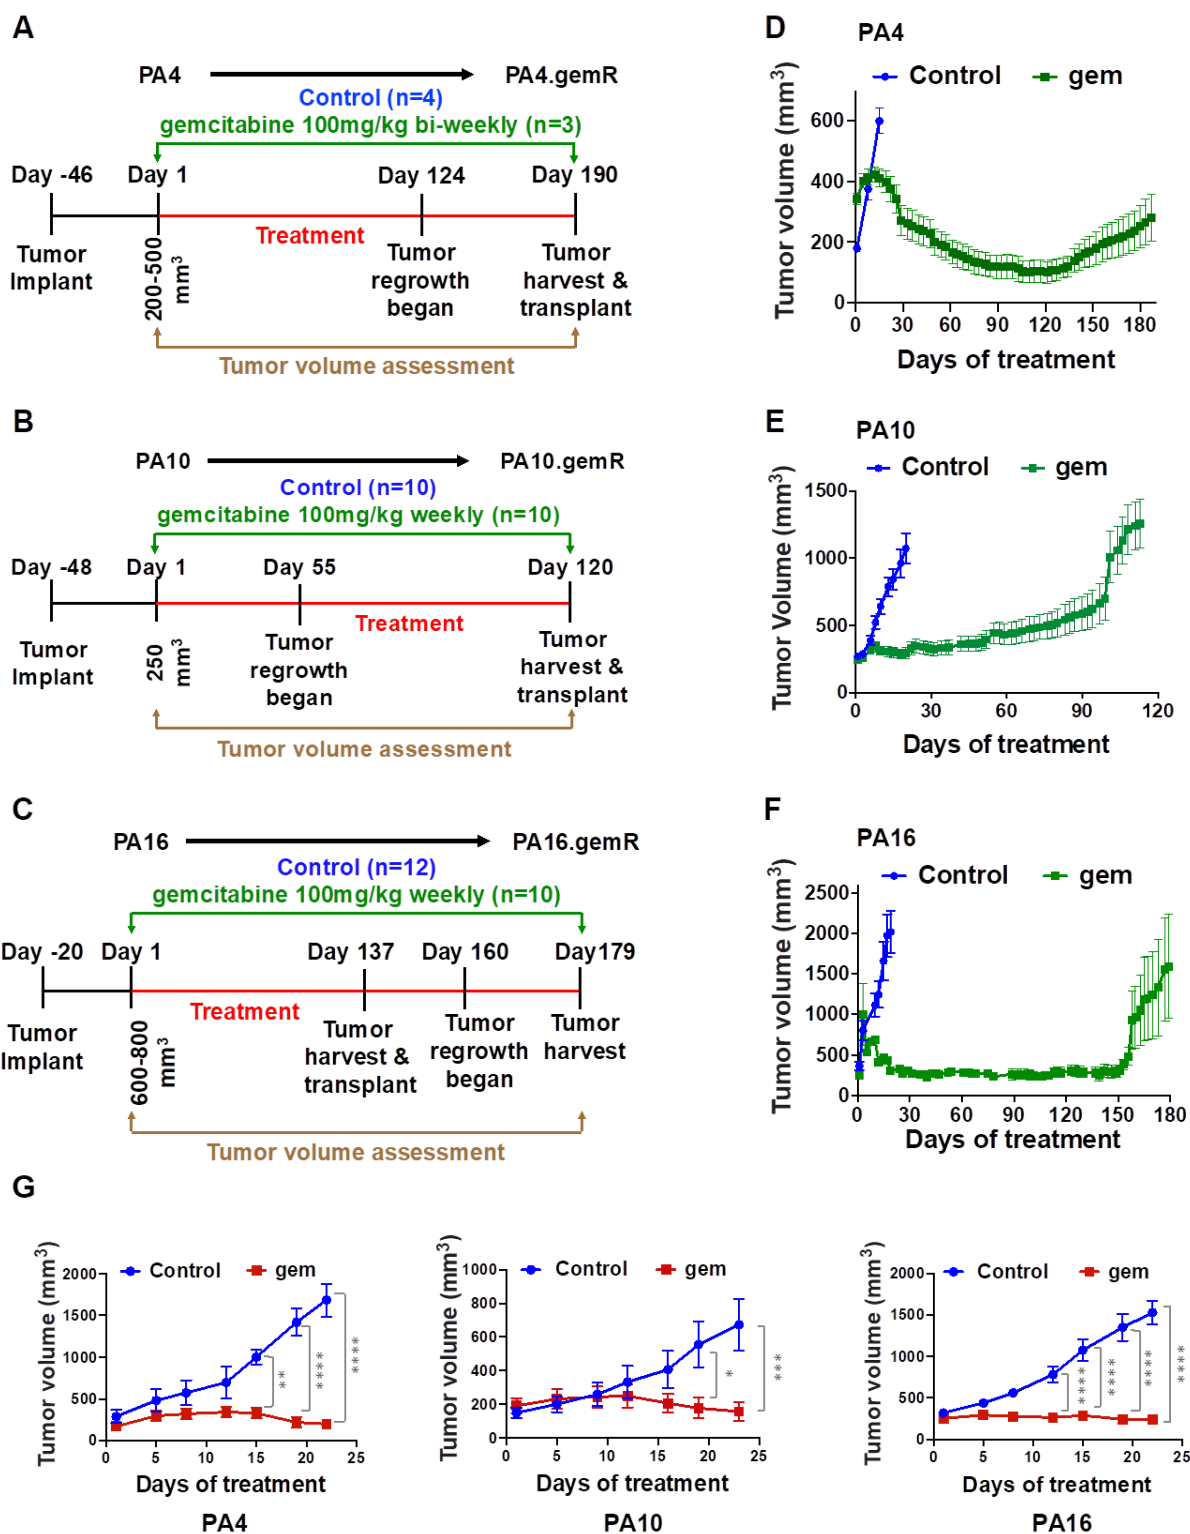 A
PA4 PA4.gemR
Control (n=4)
gemcitabine 100mg/kg bi-weekly (n=3)
Day -46 Day 1 Day 124 Day 190
Treatment
Tumor Implant
200-500 mm³
Tumor regrowth began
Tumor harvest & transplant
Tumor volume assessment
B
PA10 PA10.gemR
Control (n=10)
gemcitabine 100mg/kg weekly (n=10)
Day -48 Day 1 Day 55 Day 120
Treatment
Tumor Implant
250 mm³
Tumor regrowth began
Tumor harvest & transplant
Tumor volume assessment
C
PA16 PA16.gemR
Control (n=12)
gemcitabine 100mg/kg weekly (n=10)
Day -20 Day 1 Day 137 Day 160 Day179
Treatment
Tumor Implant
600-800 mm³
Tumor harvest & transplant
Tumor regrowth began
Tumor harvest
Tumor volume assessment
D
PA4
Control gem
Tumor volume (mm³)
600
400
200
0
0 30 60 90 120 150 180
Days of treatment
E
PA10
Control gem
Tumor Volume (mm³)
1500
1000
500
0
0 30 60 90 120
Days of treatment
F
PA16
Control gem
Tumor volume (mm³)
2500
2000
1500
1000
500
0
0 30 60 90 120 150 180
Days of treatment
G
Control gem
Tumor volume (mm³)
2000
1500
1000
500
0
0 5 10 15 20 25
** **** ****
Days of treatment
PA4
Control gem
Tumor volume (mm³)
1000
800
600
400
200
0
0 5 10 15 20 25
* ***
Days of treatment
PA10
Control gem
Tumor volume (mm³)
2000
1500
1000
500
0
0 5 10 15 20 25
**** **** **** ****
Days of treatment
PA16